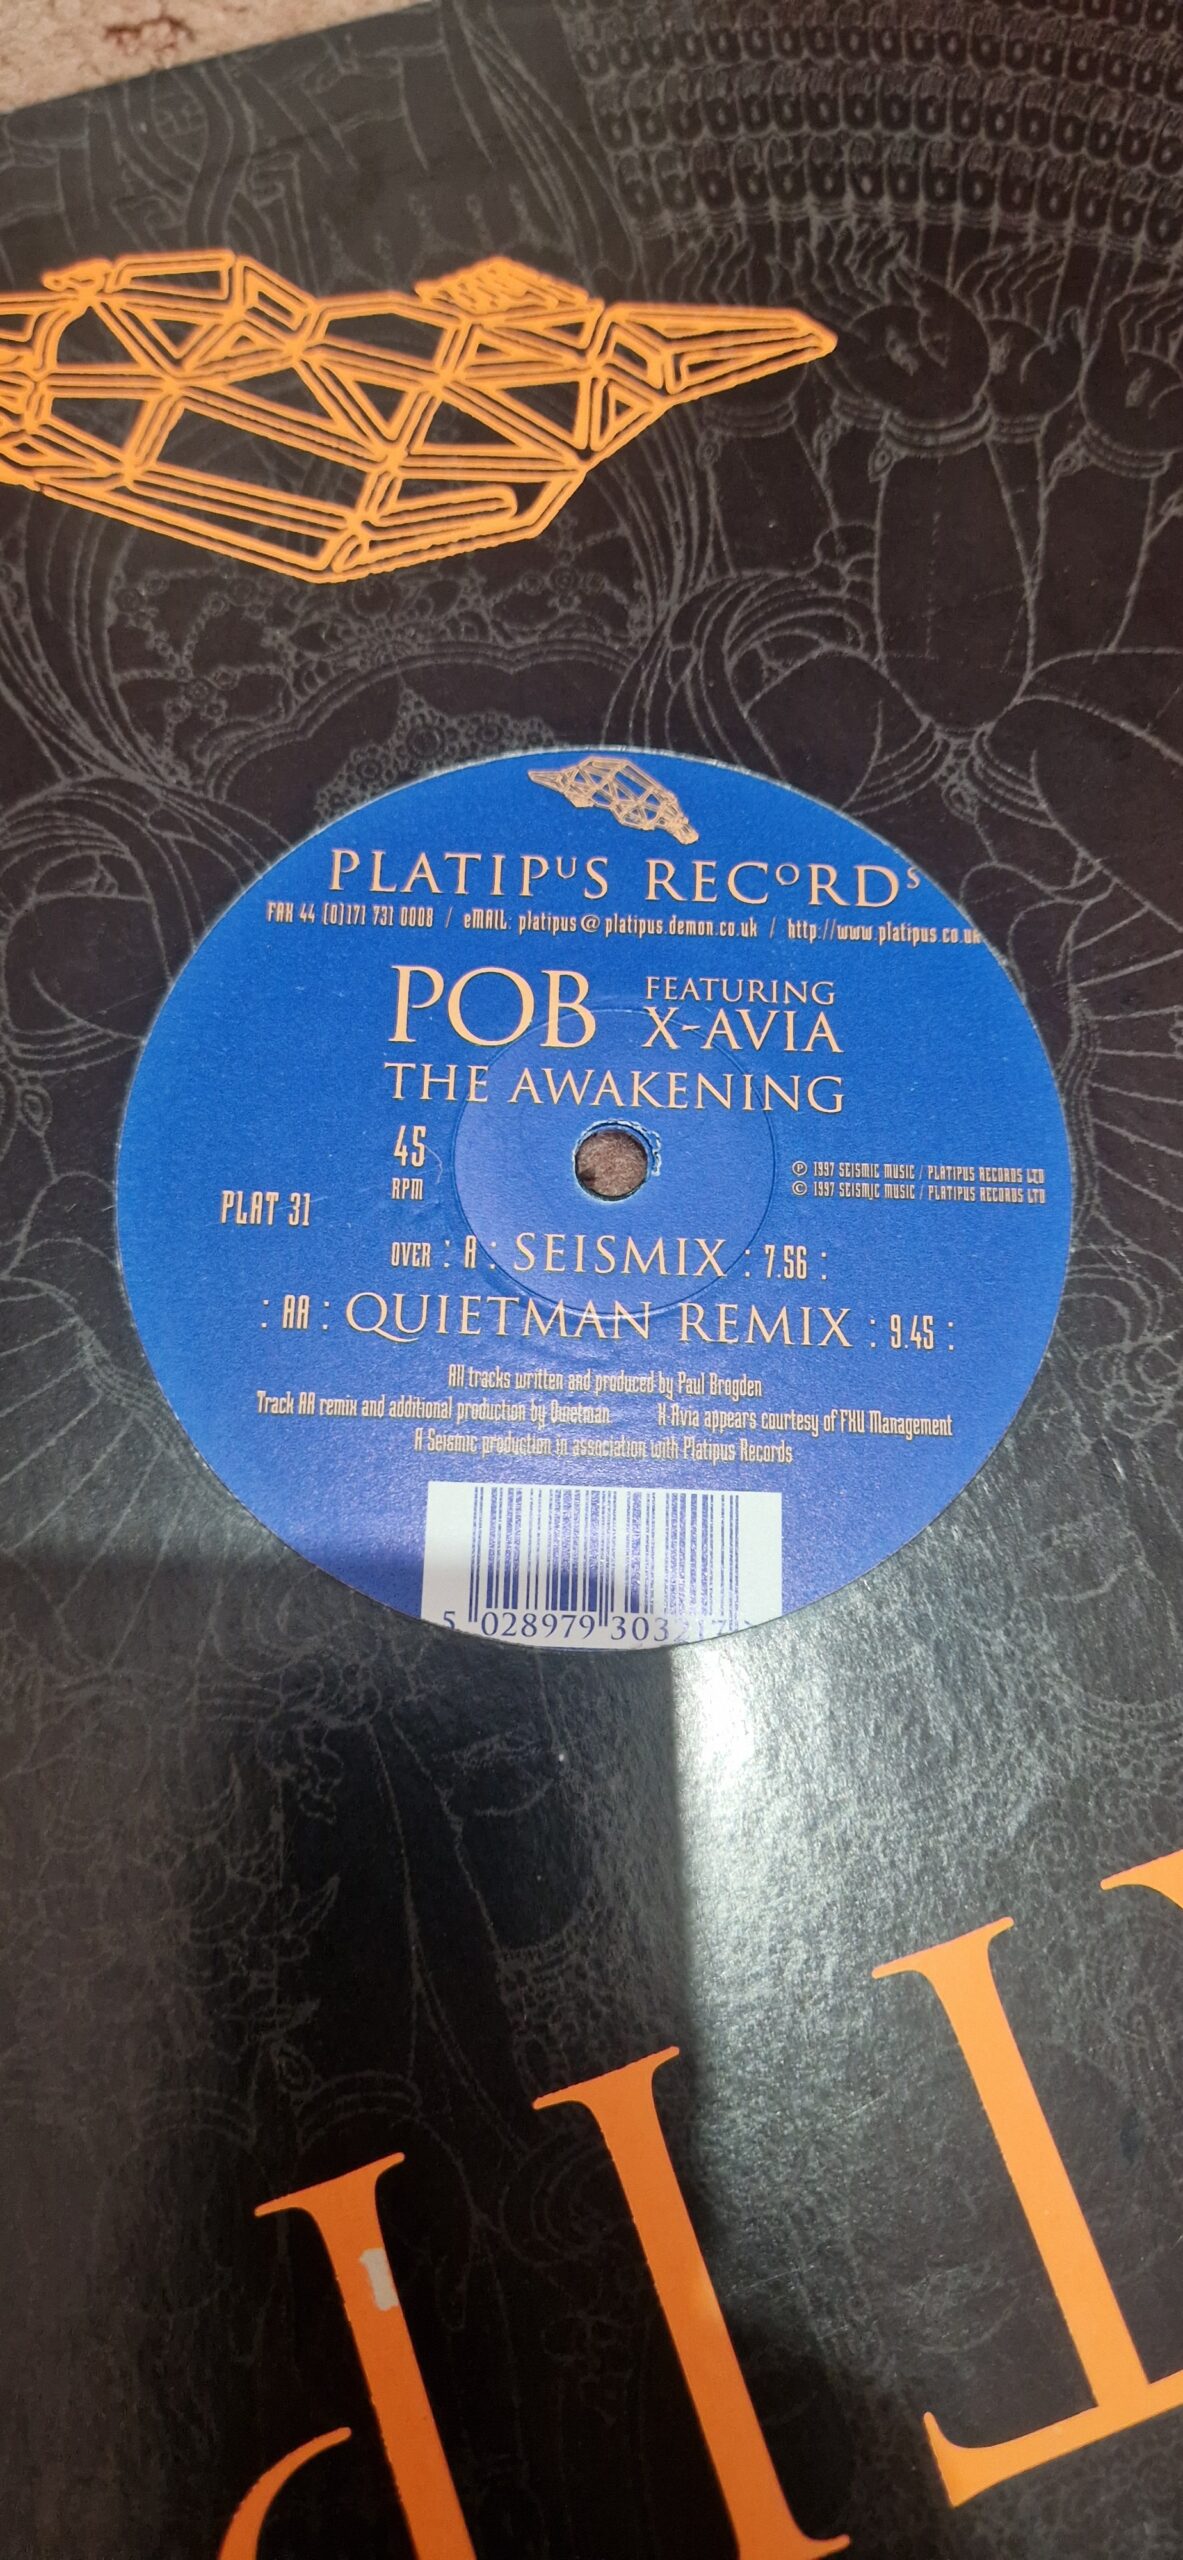 PLATIPUS RECORDS
FAX 44 (0)171 731 0008 / eMAIL: platipus@platipus.demon.co.uk / http://www.platipus.co.uk
POB FEATURING X-AVIA
THE AWAKENING
45
RPM
℗ 1997 SEISMIC MUSIC / PLATIPUS RECORDS LTD
© 1997 SEISMIC MUSIC / PLATIPUS RECORDS LTD
PLAT 31
OVER : A : SEISMIX : 7.56 :
: AA : QUIETMAN REMIX : 9.45 :
All tracks written and produced by Paul Brogden
Track AA remix and additional production by Quietman X-Avia appears courtesy of FXU Management
A Seismic production in association with Platipus Records
5 028979 303217
PLATI